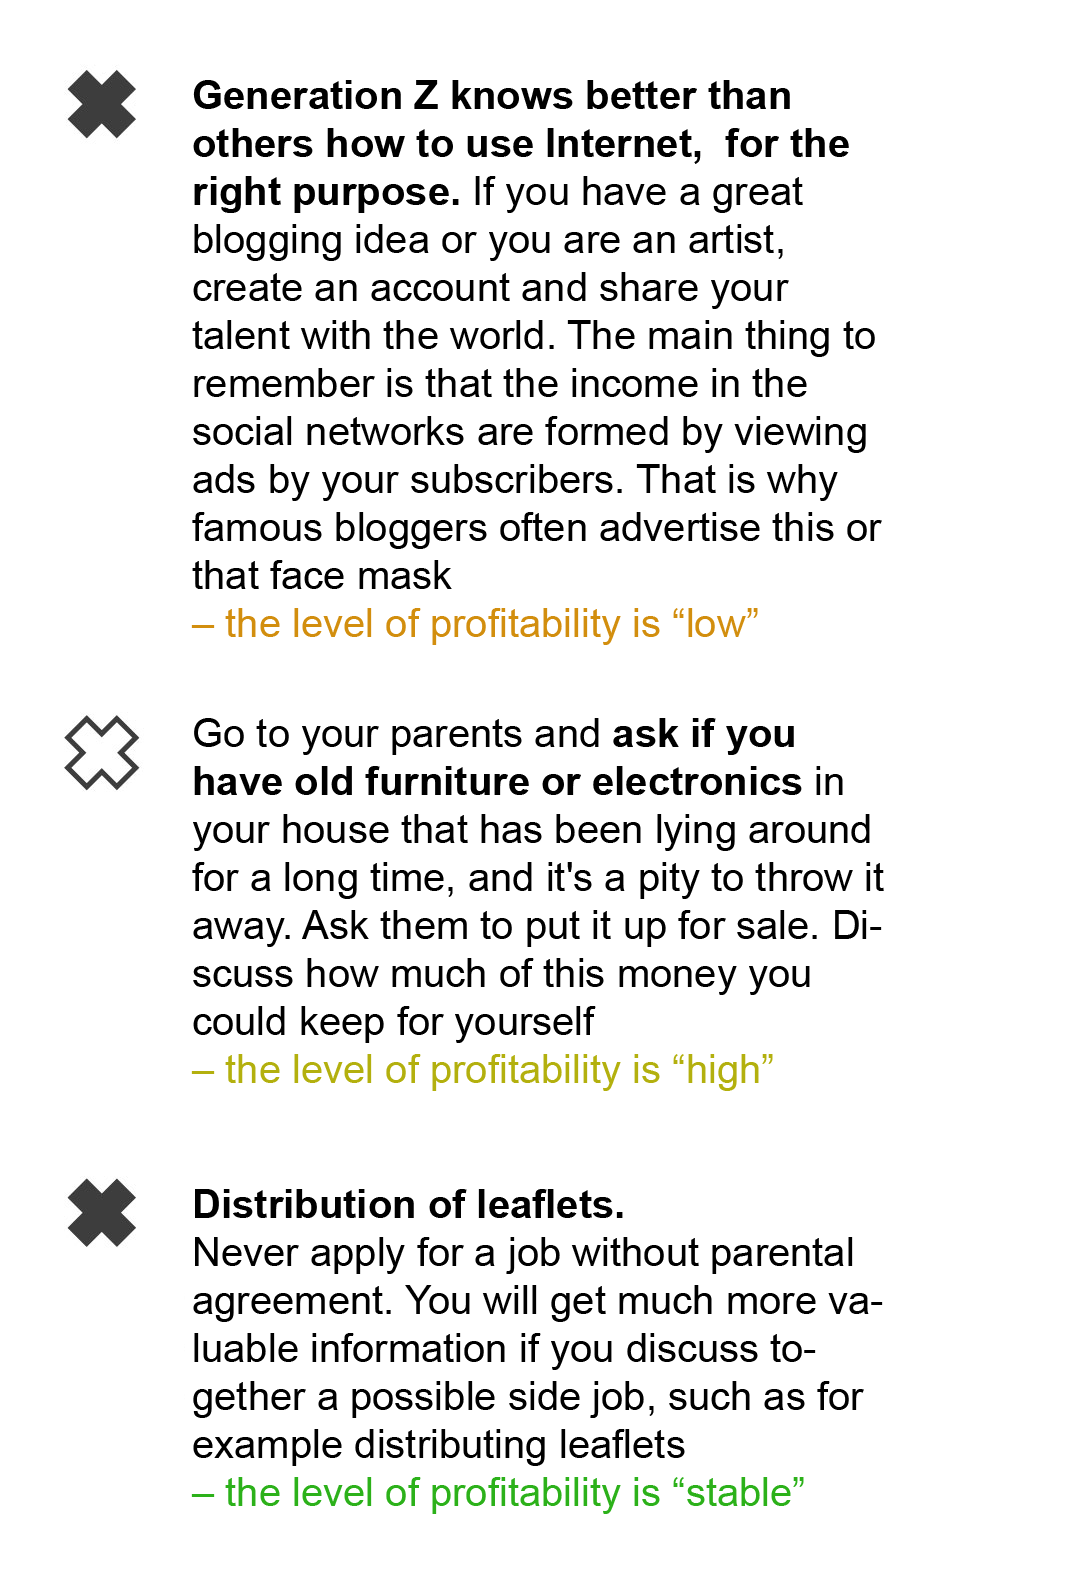 Generation Z knows better than
others how to use Internet,  for the
right purpose. If you have a great
blogging idea or you are an artist,
create an account and share your
talent with the world. The main thing to
remember is that the income in the
social networks are formed by viewing
ads by your subscribers. That is why
famous bloggers often advertise this or
that face mask
– the level of profitability is “low”
Go to your parents and ask if you
have old furniture or electronics in
your house that has been lying around
for a long time, and it's a pity to throw it
away. Ask them to put it up for sale. Di-
scuss how much of this money you
could keep for yourself
– the level of profitability is “high”
Distribution of leaflets.
Never apply for a job without parental
agreement. You will get much more va-
luable information if you discuss to-
gether a possible side job, such as for
example distributing leaflets
– the level of profitability is “stable”